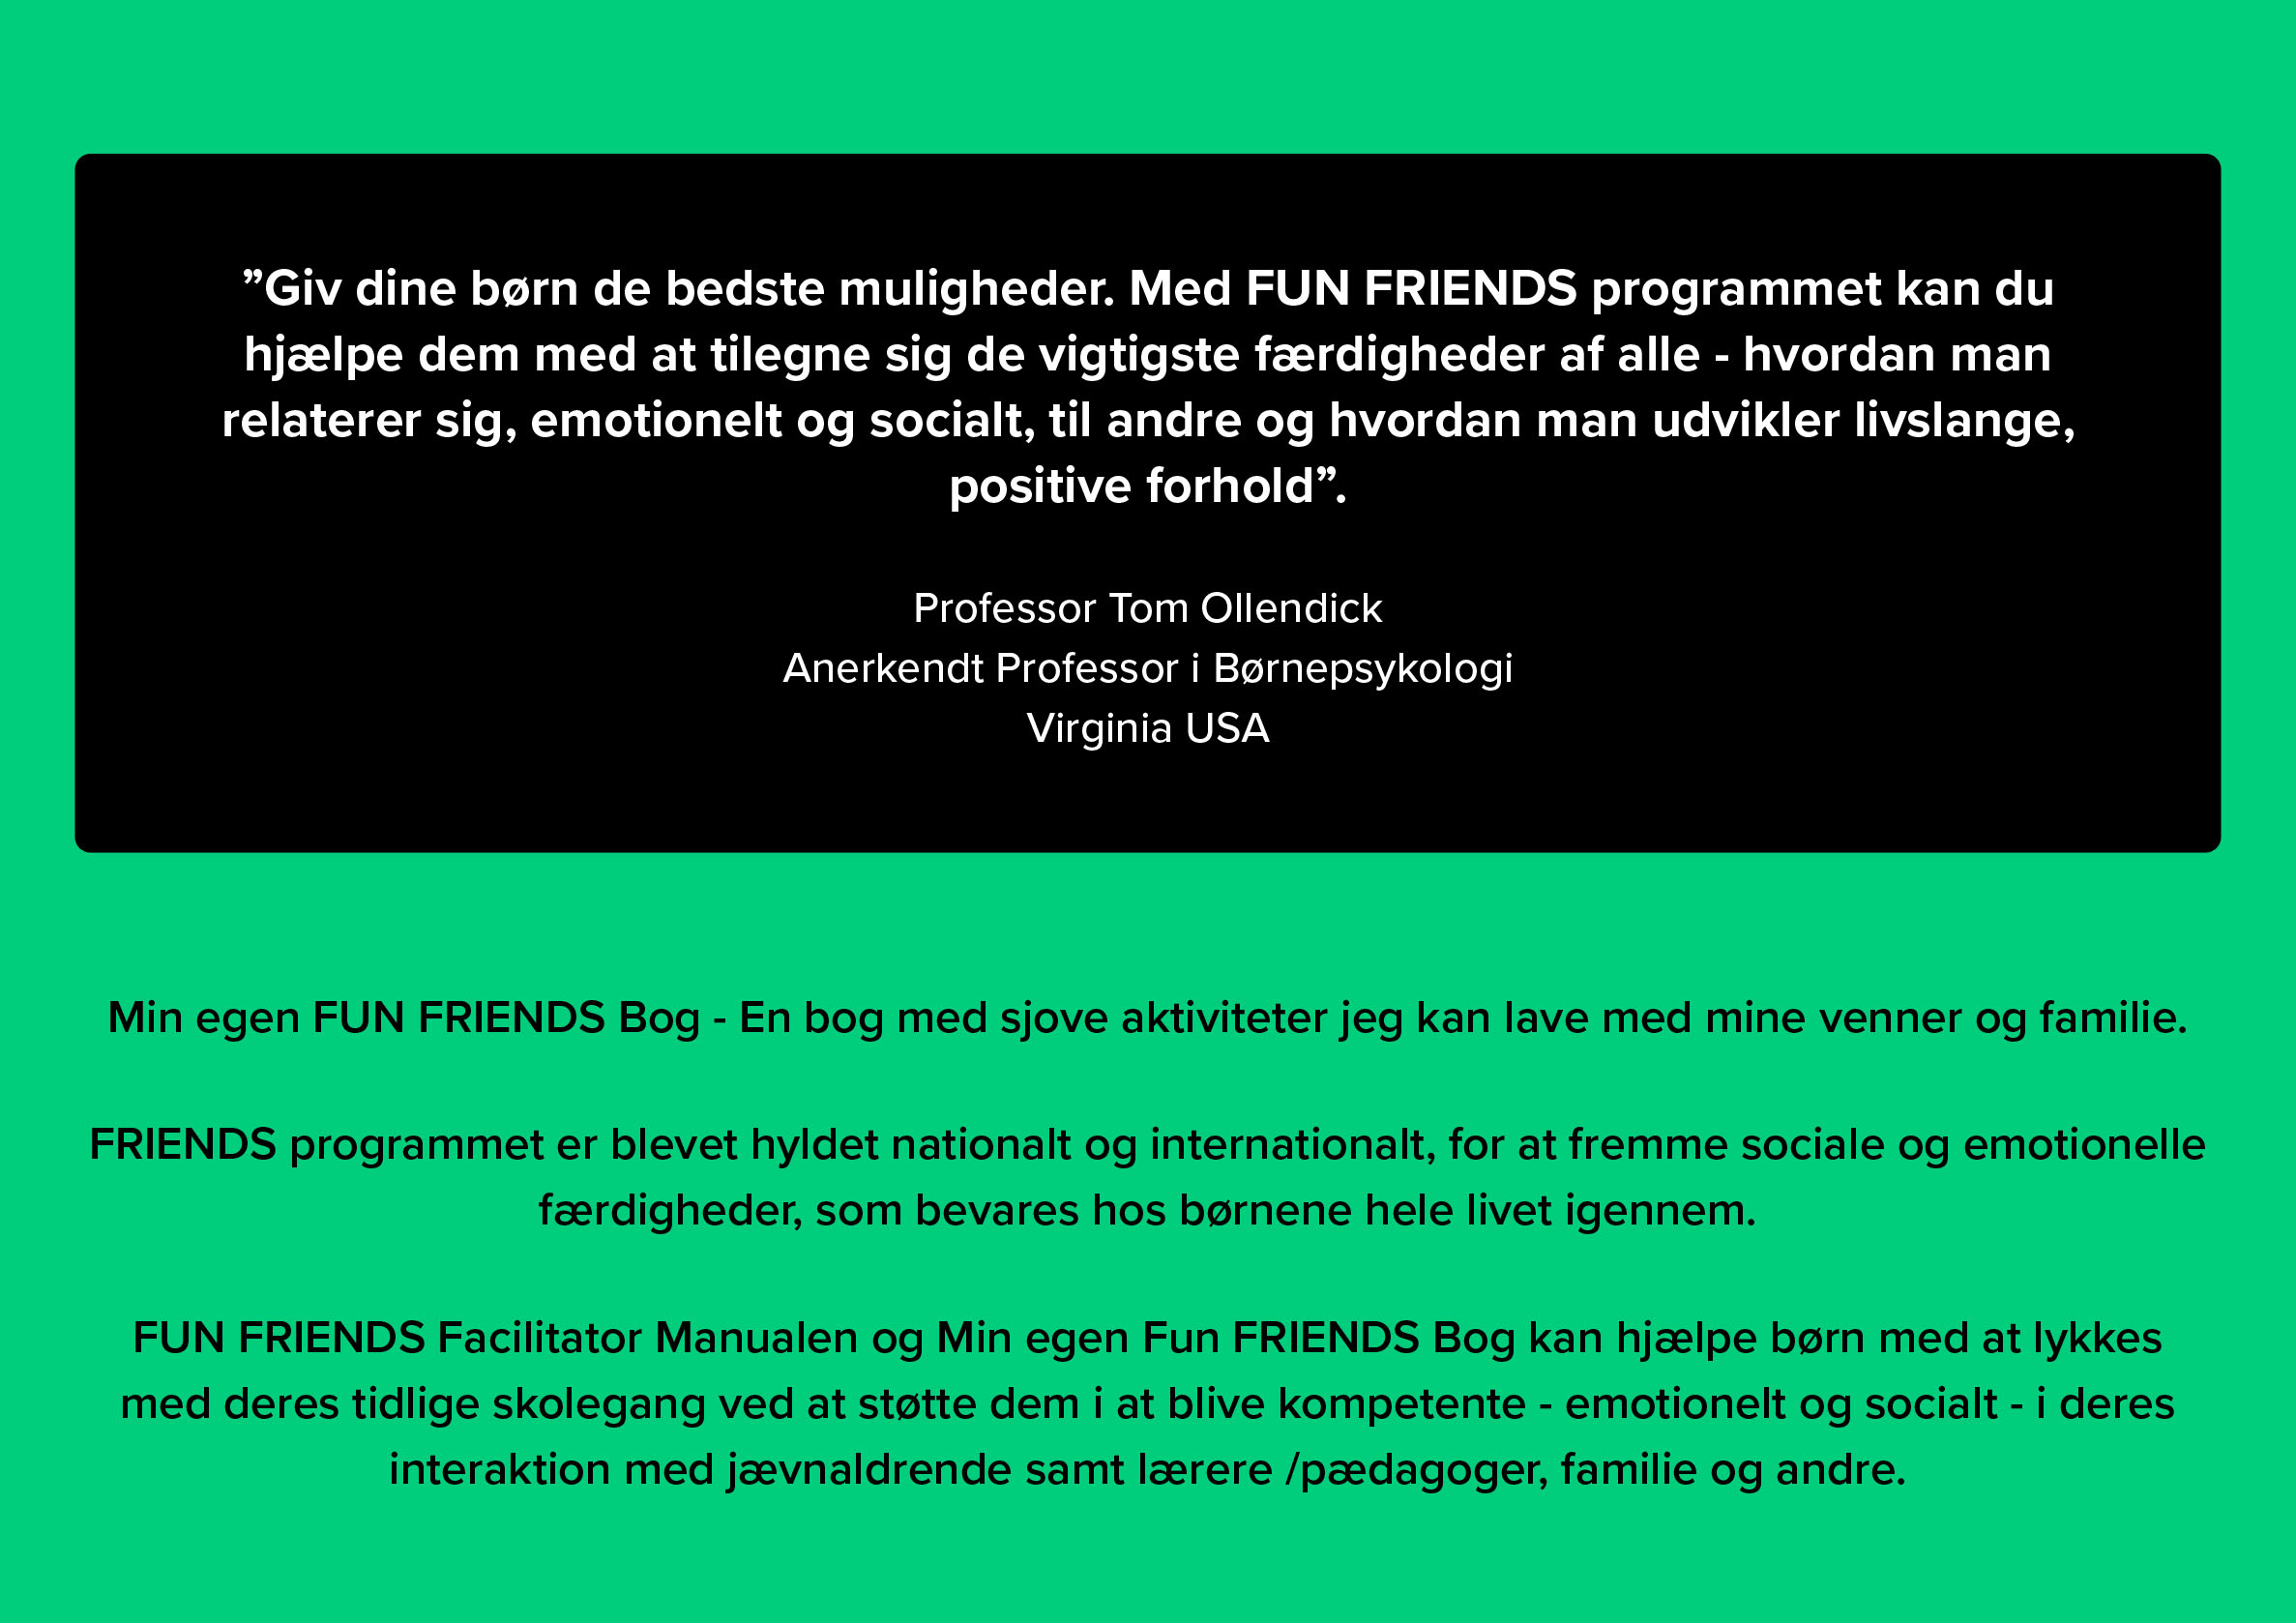 ”Giv dine børn de bedste muligheder. Med FUN FRIENDS programmet kan du
hjælpe dem med at tilegne sig de vigtigste færdigheder af alle - hvordan man
relaterer sig, emotionelt og socialt, til andre og hvordan man udvikler livslange,
positive forhold”.
Professor Tom Ollendick
Anerkendt Professor i Børnepsykologi
Virginia USA
Min egen FUN FRIENDS Bog - En bog med sjove aktiviteter jeg kan lave med mine venner og familie.
FRIENDS programmet er blevet hyldet nationalt og internationalt, for at fremme sociale og emotionelle
færdigheder, som bevares hos børnene hele livet igennem.
FUN FRIENDS Facilitator Manualen og Min egen Fun FRIENDS Bog kan hjælpe børn med at lykkes
med deres tidlige skolegang ved at støtte dem i at blive kompetente - emotionelt og socialt - i deres
interaktion med jævnaldrende samt lærere /pædagoger, familie og andre.